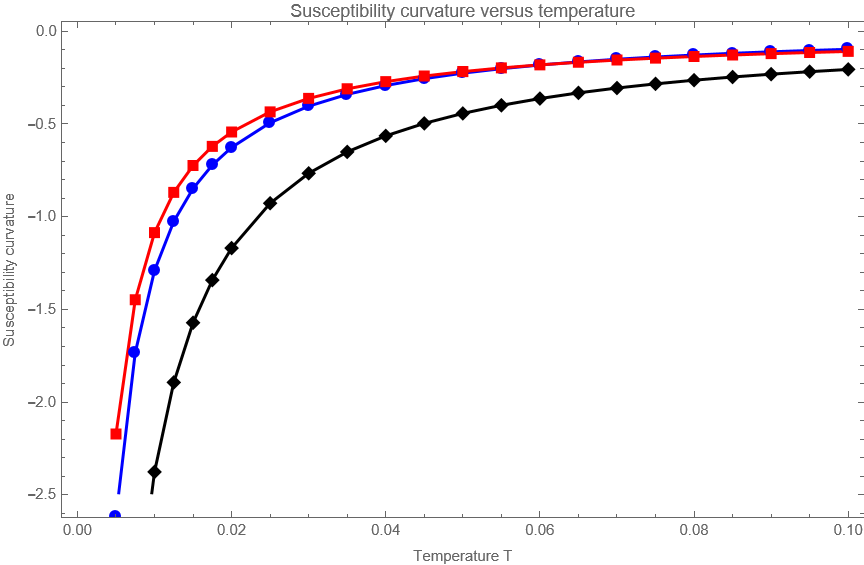 Susceptibility curvature versus temperature
0.0
−0.5
−1.0
−1.5
−2.0
−2.5
Susceptibility curvature
0.00 0.02 0.04 0.06 0.08 0.10
Temperature T